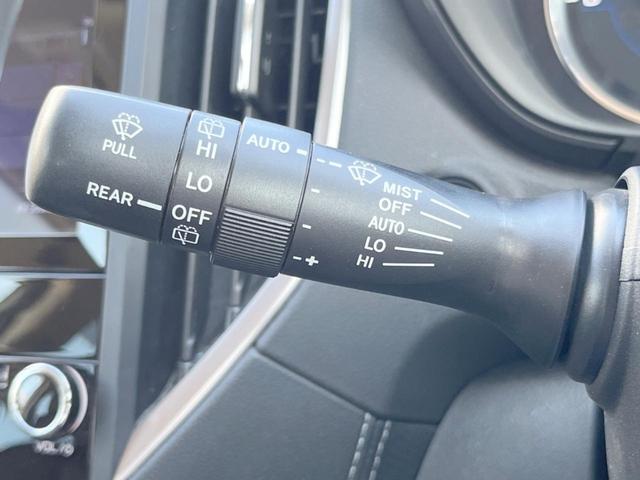 PULL
REAR
HI
LO
OFF
AUTO
- -
-
-
- +
MIST
OFF
AUTO
LO
HI
VOL/